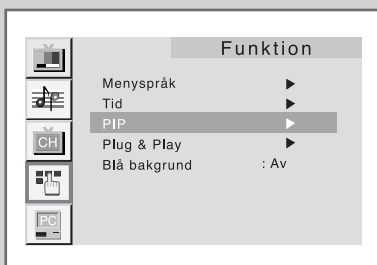 Funktion
Menyspråk ▶
Tid ▶
PIP ▶
Plug & Play ▶
Blå bakgrund : Av
CH
PC